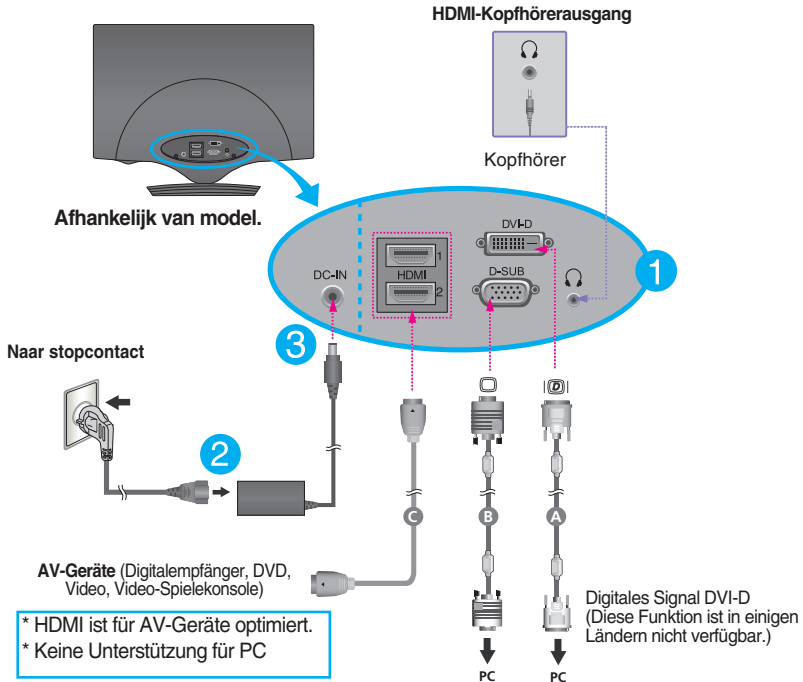 HDMI-Kopfhörerausgang
Kopfhörer
Afhankelijk van model.
DVI-D
1
DC-IN
HDMI
1
2
D-SUB
3
Naar stopcontact
D
2
C
B
A
AV-Geräte (Digitalempfänger, DVD,
Video, Video-Spielekonsole)
Digitales Signal DVI-D
(Diese Funktion ist in einigen
Ländern nicht verfügbar.)
* HDMI ist für AV-Geräte optimiert.
* Keine Unterstützung für PC
PC
PC